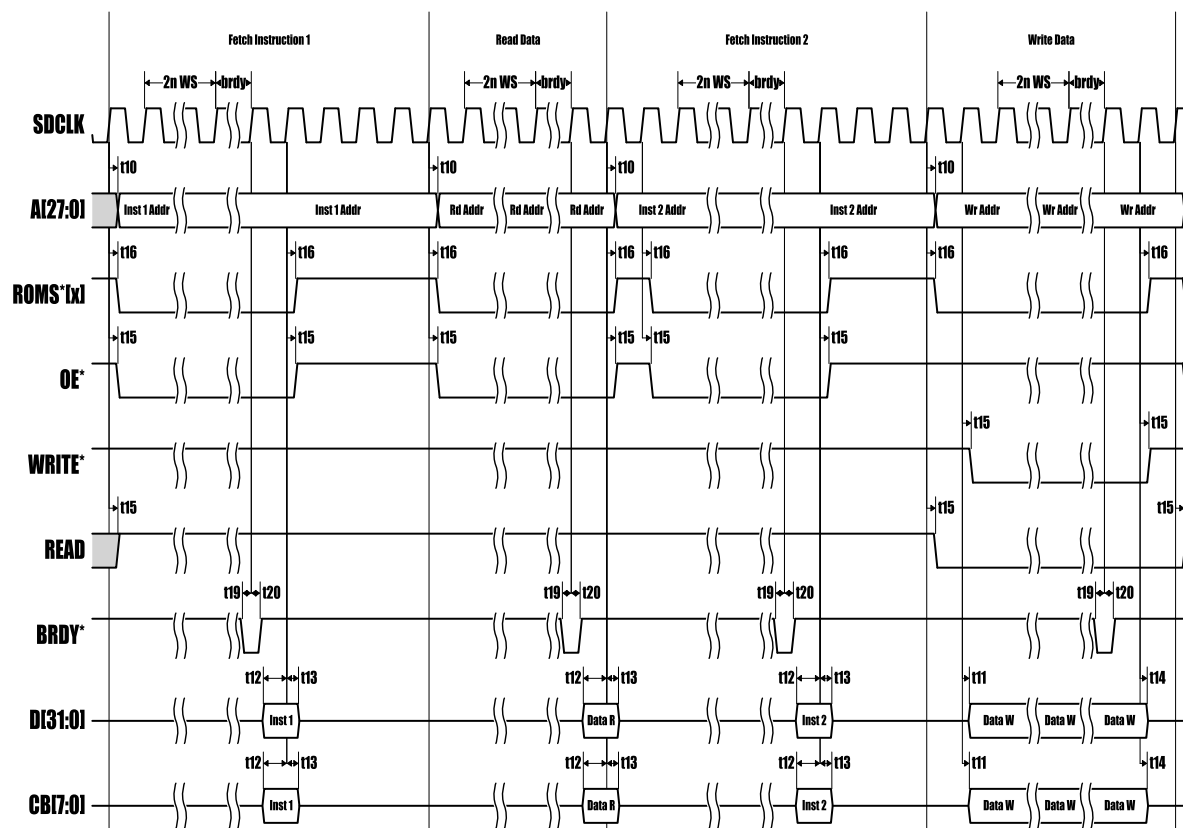 Fetch Instruction 1 Read Data Fetch Instruction 2 Write Data
2n WS brdy 2n WS brdy 2n WS brdy 2n WS brdy
SDCLK
t10 t10 t10 t10
A[27:0] Inst 1 Addr Inst 1 Addr Rd Addr Rd Addr Rd Addr Inst 2 Addr Inst 2 Addr Wr Addr Wr Addr Wr Addr
t16 t16 t16 t16 t16 t16 t16 t16
ROMS*[x]
t15 t15 t15 t15 t15 t15
OE*
t15 t15
WRITE*
t15 t15 t15
READ
t19 t20 t19 t20 t19 t20 t19 t20
BRDY*
t12 t13 t12 t13 t12 t13 t11 t14
D[31:0] Inst 1 Data R Inst 2 Data W Data W Data W
t12 t13 t12 t13 t12 t13 t11 t14
CB[7:0] Inst 1 Data R Inst 2 Data W Data W Data W